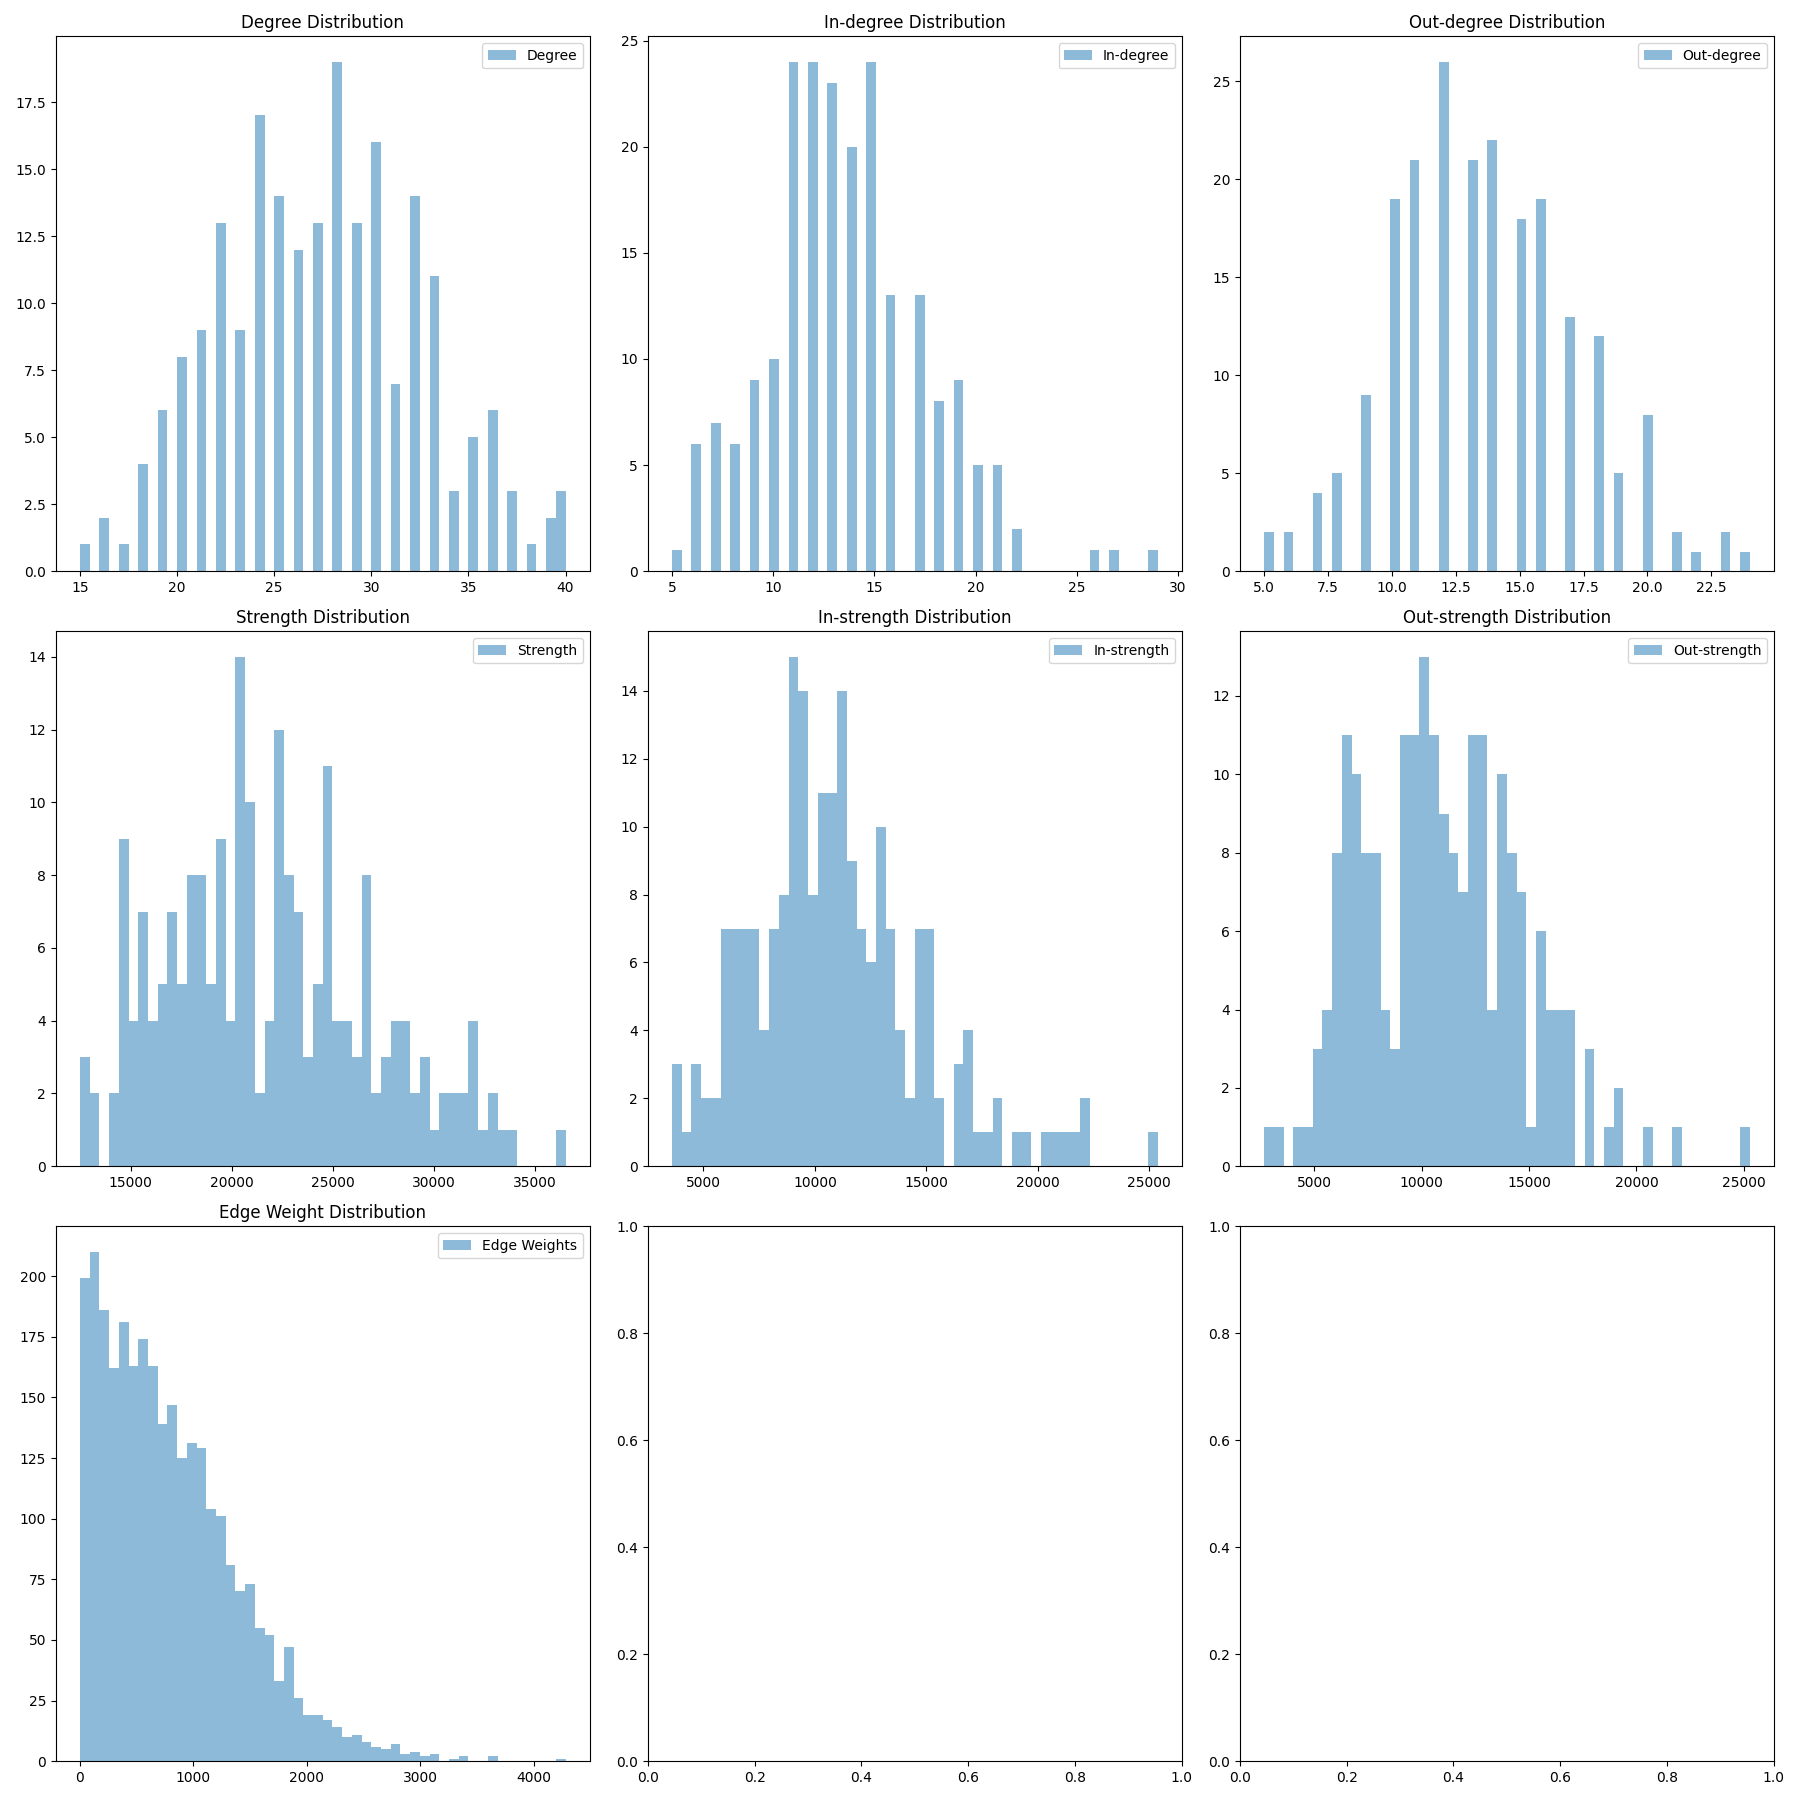 Degree Distribution
Degree
17.5
15.0
12.5
10.0
7.5
5.0
2.5
0.0
15 20 25 30 35 40
In-degree Distribution
In-degree
25
20
15
10
5
0
5 10 15 20 25 30
Out-degree Distribution
Out-degree
25
20
15
10
5
0
5.0 7.5 10.0 12.5 15.0 17.5 20.0 22.5
Strength Distribution
Strength
14
12
10
8
6
4
2
0
15000 20000 25000 30000 35000
In-strength Distribution
In-strength
14
12
10
8
6
4
2
0
5000 10000 15000 20000 25000
Out-strength Distribution
Out-strength
12
10
8
6
4
2
0
5000 10000 15000 20000 25000
Edge Weight Distribution
Edge Weights
200
175
150
125
100
75
50
25
0
0 1000 2000 3000 4000
1.0
0.8
0.6
0.4
0.2
0.0
0.0 0.2 0.4 0.6 0.8 1.0
1.0
0.8
0.6
0.4
0.2
0.0
0.0 0.2 0.4 0.6 0.8 1.0